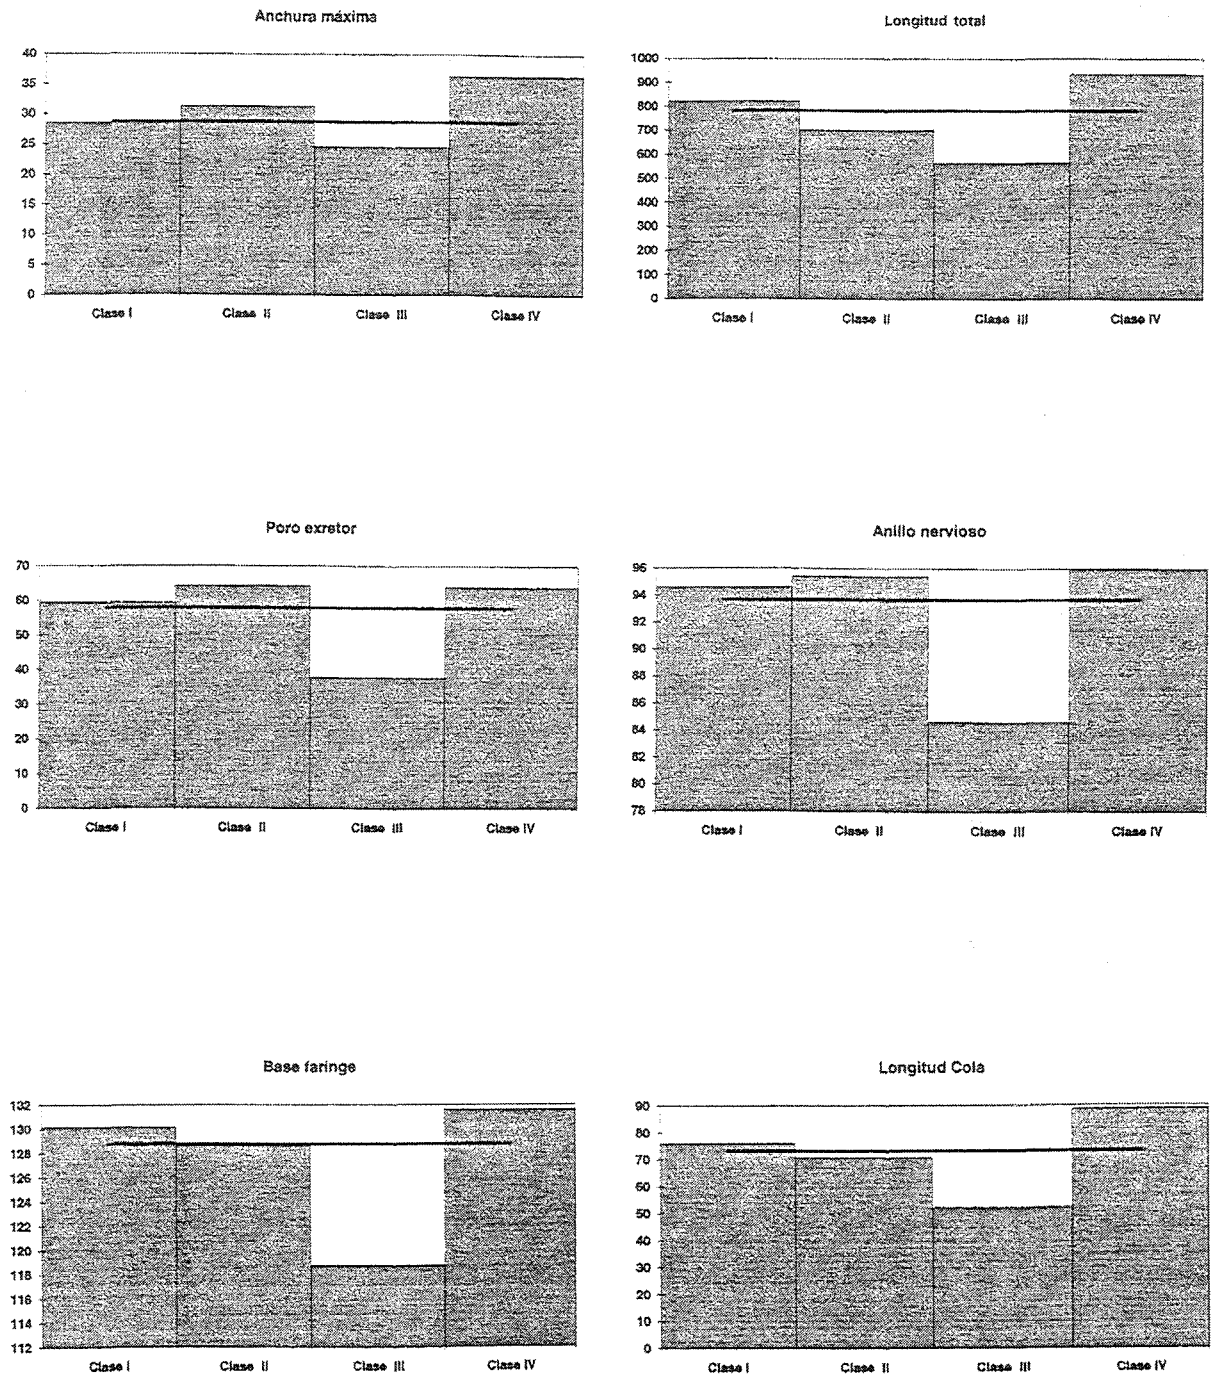 Anchura máxima
40
35
30
25
20
15
10
5
0
Clase I
Clase II
Clase III
Clase IV
Longitud total
1000
900
800
700
600
500
400
300
200
100
0
Clase I
Clase II
Clase III
Clase IV
Poro exretor
70
60
50
40
30
20
10
0
Clase I
Clase II
Clase III
Clase IV
Anillo nervioso
96
94
92
90
88
86
84
82
80
78
Clase I
Clase II
Clase III
Clase IV
Base faringe
132
130
128
126
124
122
120
118
116
114
112
Clase I
Clase II
Clase III
Clase IV
Longitud Cola
90
80
70
60
50
40
30
20
10
0
Clase I
Clase II
Clase III
Clase IV